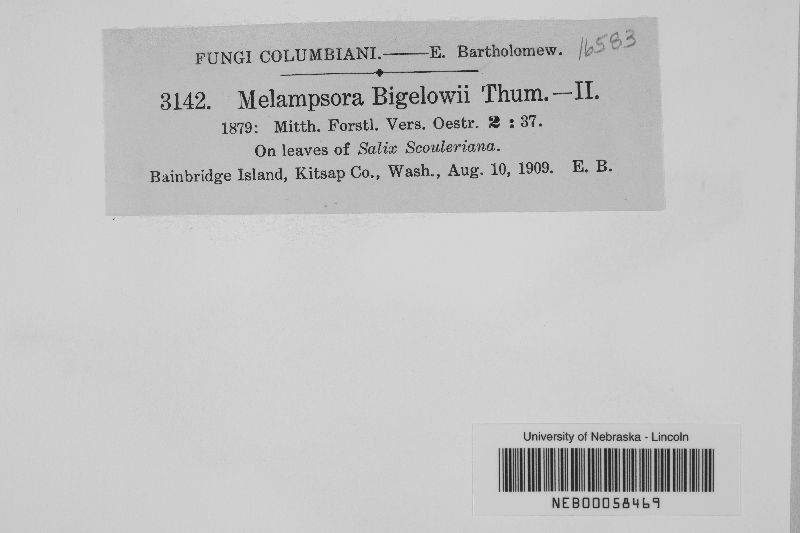 FUNGI COLUMBIANI.——E. Bartholomew. 16583
3142. Melampsora Bigelowii Thum.—II.
1879: Mitth. Forstl. Vers. Oestr. 2 : 37.
On leaves of Salix Scouleriana.
Bainbridge Island, Kitsap Co., Wash., Aug. 10, 1909. E. B.
University of Nebraska - Lincoln
NEB00058469